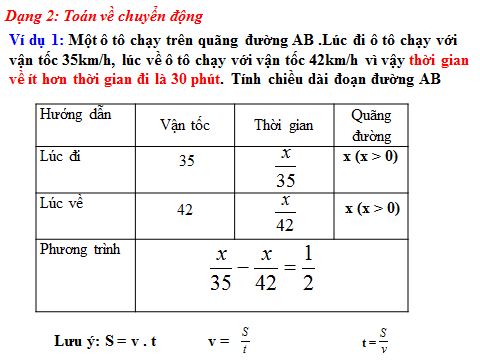 Dạng 2: Toán về chuyển động
Ví dụ 1: Một ô tô chạy trên quãng đường AB .Lúc đi ô tô chạy với
vận tốc 35km/h, lúc về ô tô chạy với vận tốc 42km/h vì vậy thời gian
về ít hơn thời gian đi là 30 phút. Tính chiều dài đoạn đường AB
Hướng dẫn Vận tốc Thời gian Quãng đường
Lúc đi 35 x/35 x (x > 0)
Lúc về 42 x/42 x (x > 0)
Phương trình x/35 − x/42 = 1/2
Lưu ý: S = v . t v = S/t t = S/v